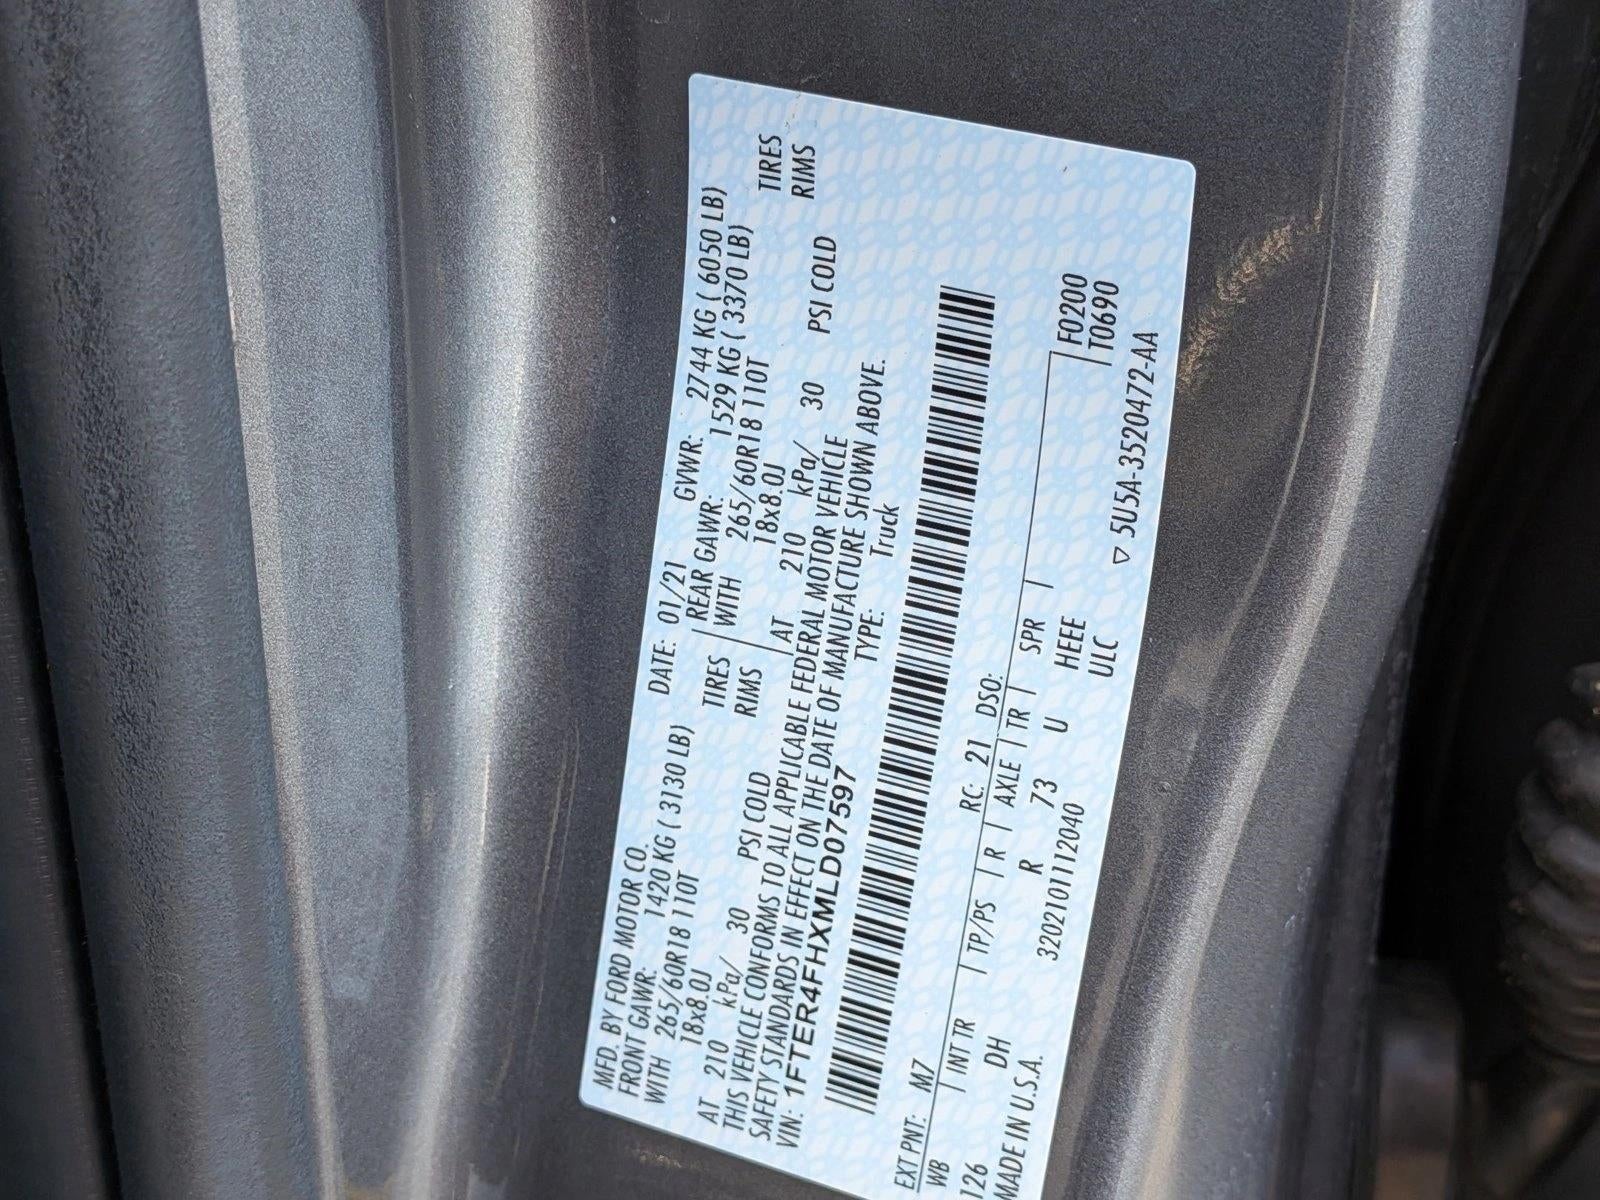 MFD. BY FORD MOTOR CO.
DATE: 01/21 GVWR: 2744 KG ( 6050 LB)
FRONT GAWR: 1420 KG ( 3130 LB) REAR GAWR: 1529 KG ( 3370 LB)
WITH 265/60R18 110T TIRES WITH 265/60R18 110T TIRES
18x8.0J RIMS 18x8.0J RIMS
AT 210 kPa/ 30 PSI COLD AT 210 kPa/ 30 PSI COLD
THIS VEHICLE CONFORMS TO ALL APPLICABLE FEDERAL MOTOR VEHICLE
SAFETY STANDARDS IN EFFECT ON THE DATE OF MANUFACTURE SHOWN ABOVE.
VIN: 1FTER4FHXMLD07597 TYPE: Truck
EXT PNT: M7 RC: 21 DSO: F0200
WB INT TR TP/PS R AXLE TR SPR T0690
126 DH R 73 U HEEE
MADE IN U.S.A. 320210112040 ULC
▽ 5U5A-3520472-AA